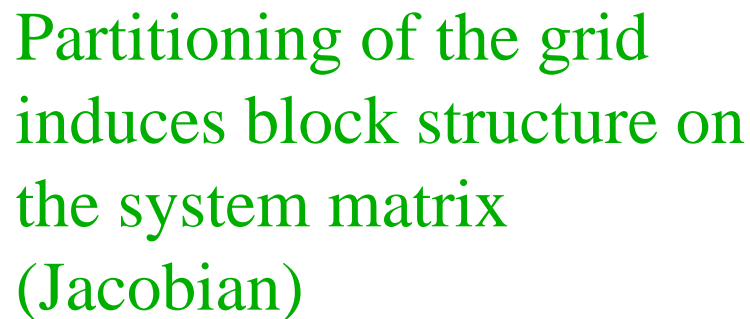 Partitioning of the grid
induces block structure on
the system matrix
(Jacobian)